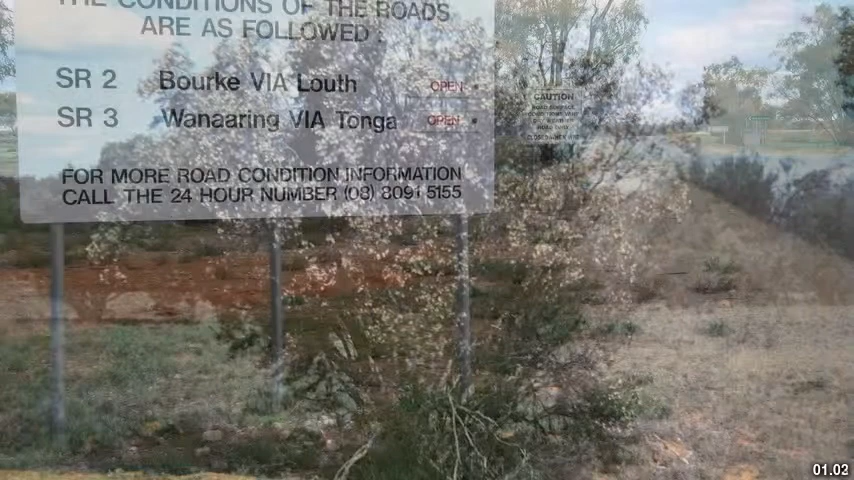 THE CONDITIONS OF THE ROADS
ARE AS FOLLOWED :
SR 2 Bourke VIA Louth OPEN
SR 3 Wanaaring VIA Tonga OPEN
FOR MORE ROAD CONDITION INFORMATION
CALL THE 24 HOUR NUMBER (08) 8091 5155
CAUTION
01.02